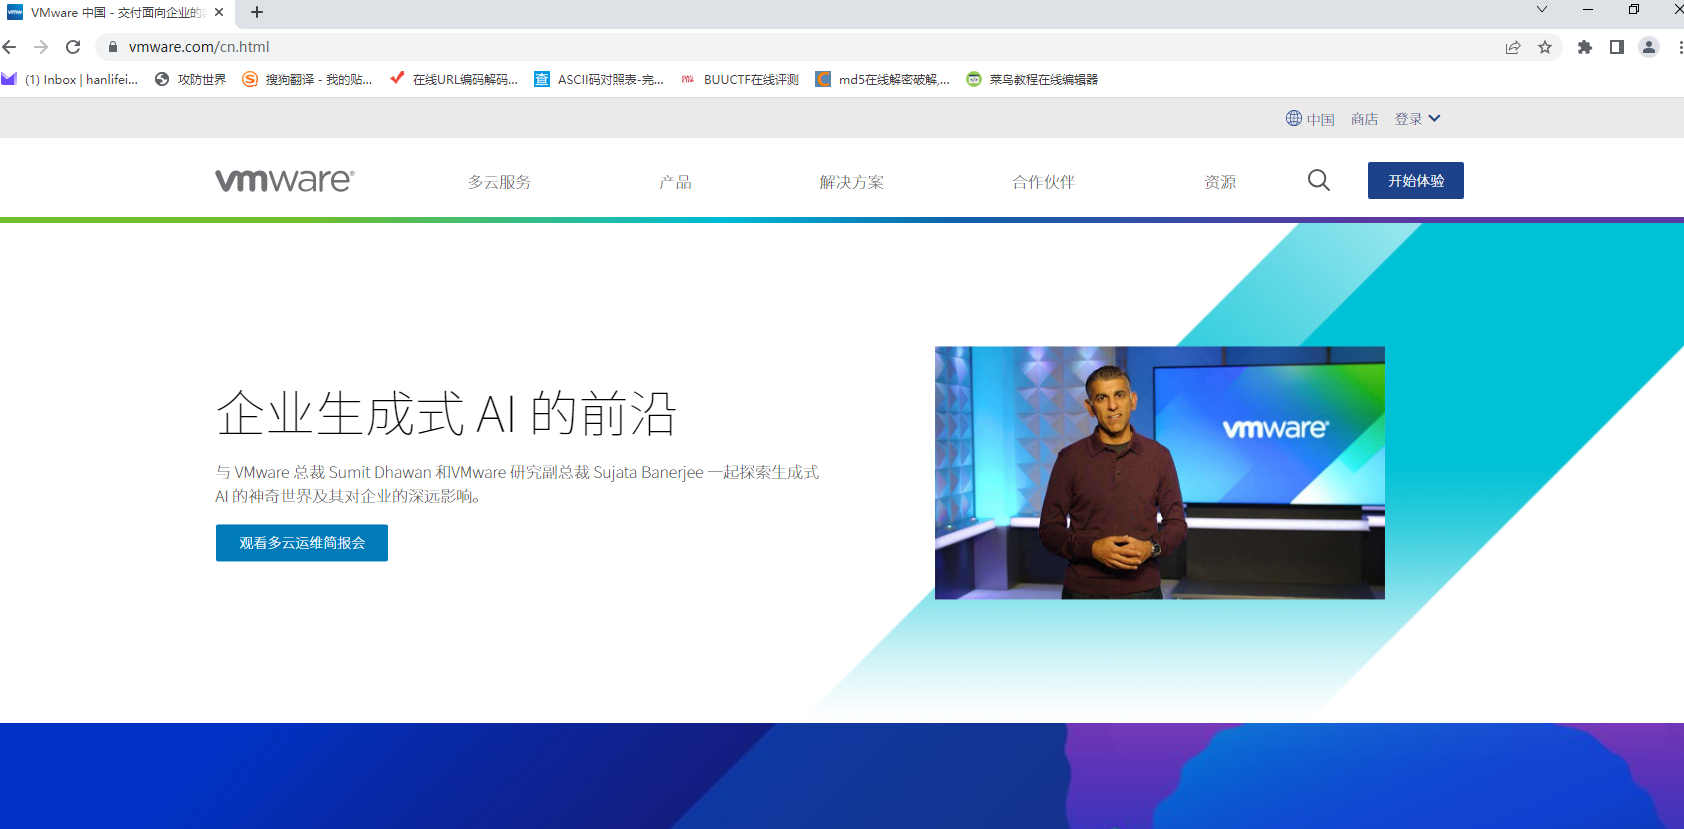 VMware 中国 - 交付面向企业的
vmware.com/cn.html
(1) Inbox | hanlifei...
攻防世界
搜狗翻译 - 我的贴...
在线URL编码解码...
查 ASCII码对照表-完...
BUUCTF在线评测
md5在线解密破解,...
菜鸟教程在线编辑器
中国 商店 登录
vmware®
多云服务 产品 解决方案 合作伙伴 资源 开始体验
企业生成式 AI 的前沿
与 VMware 总裁 Sumit Dhawan 和VMware 研究副总裁 Sujata Banerjee 一起探索生成式
AI 的神奇世界及其对企业的深远影响。
观看多云运维简报会
vmware®